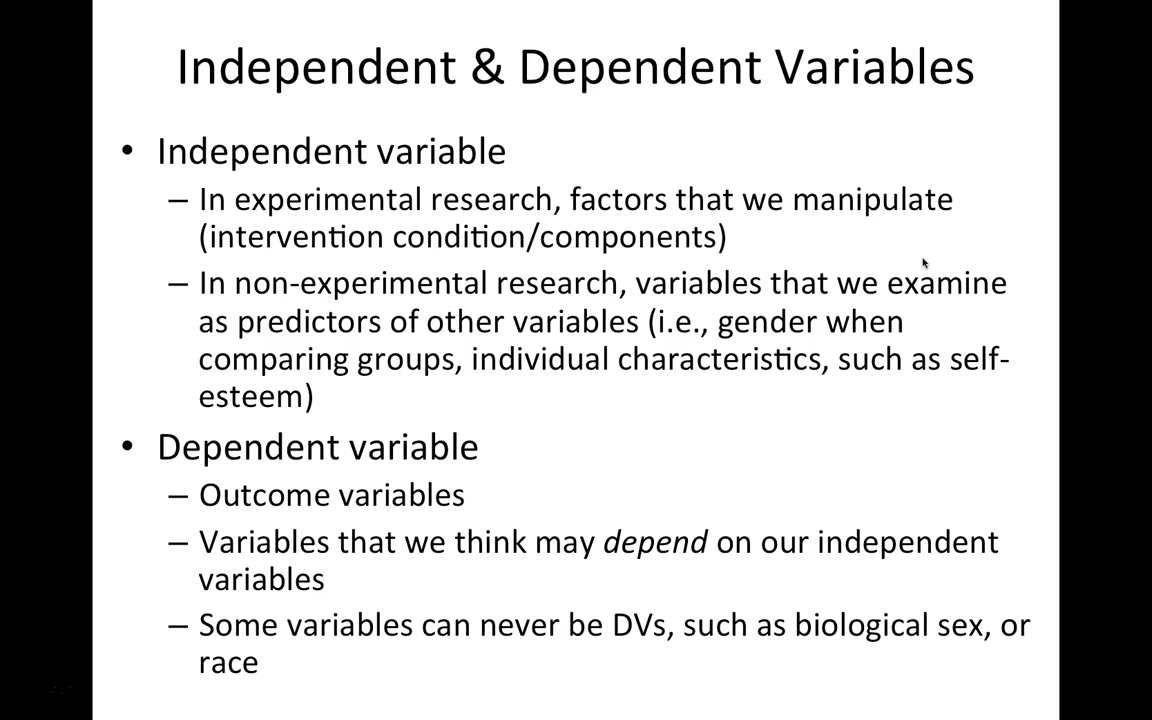 Independent & Dependent Variables
• Independent variable
– In experimental research, factors that we manipulate
(intervention condition/components)
– In non-experimental research, variables that we examine
as predictors of other variables (i.e., gender when
comparing groups, individual characteristics, such as self-
esteem)
• Dependent variable
– Outcome variables
– Variables that we think may depend on our independent
variables
– Some variables can never be DVs, such as biological sex, or
race